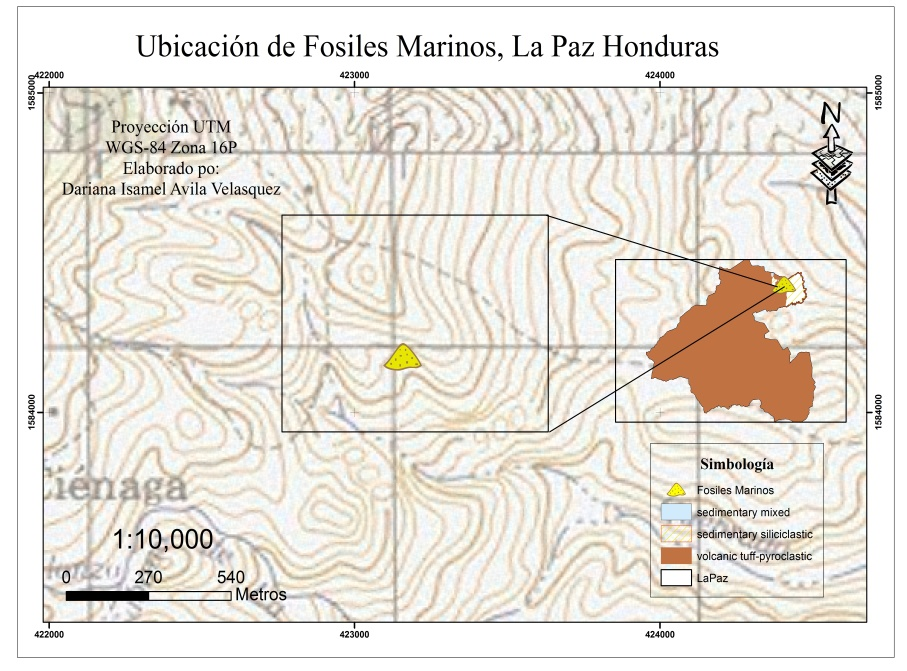 Ubicación de Fosiles Marinos, La Paz Honduras
422000 423000 424000
1585000 1585000
N
Proyección UTM
WGS-84 Zona 16P
Elaborado po:
Dariana Isamel Avila Velasquez
1584000 1584000
Simbología
Fosiles Marinos
sedimentary mixed
sedimentary siliciclastic
volcanic tuff-pyroclastic
LaPaz
ienaga
1:10,000
0 270 540
Metros
422000 423000 424000